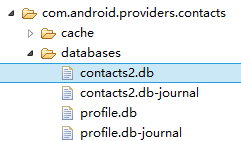 com.android.providers.contacts
cache
databases
contacts2.db
contacts2.db-journal
profile.db
profile.db-journal